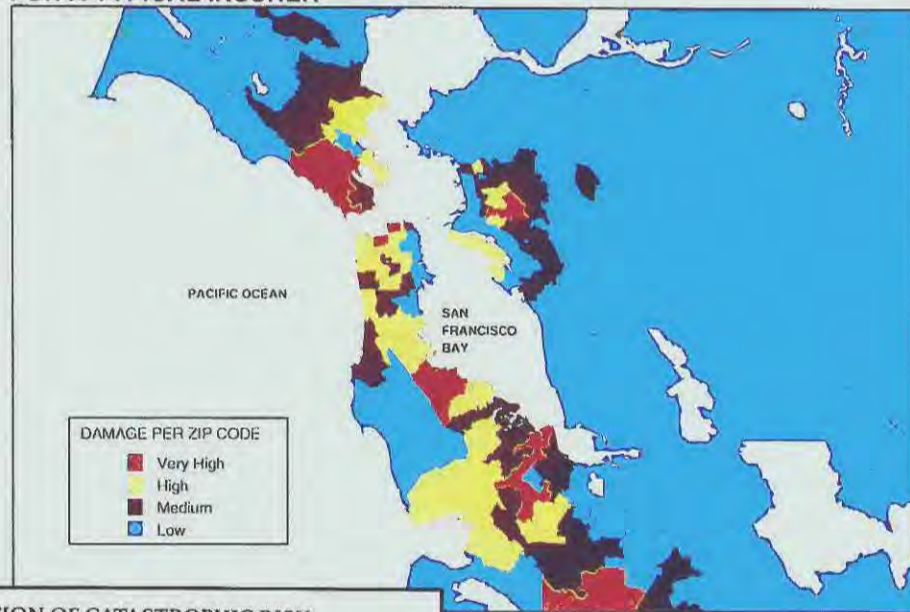 PACIFIC OCEAN
SAN
FRANCISCO
BAY
DAMAGE PER ZIP CODE
Very High
High
Medium
Low